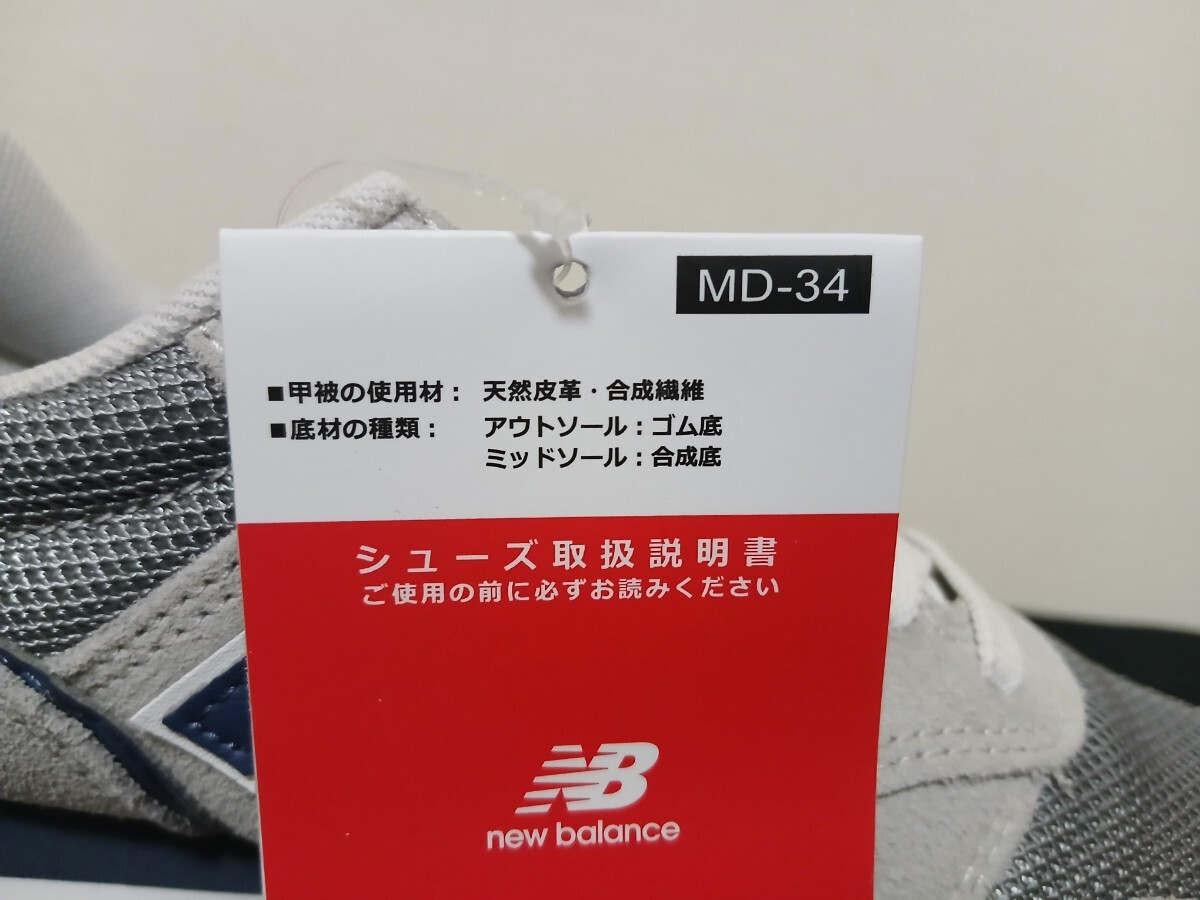 MD-34
■甲被の使用材： 天然皮革・合成繊維
■底材の種類： アウトソール：ゴム底
ミッドソール：合成底
シューズ取扱説明書
ご使用の前に必ずお読みください
NB
new balance